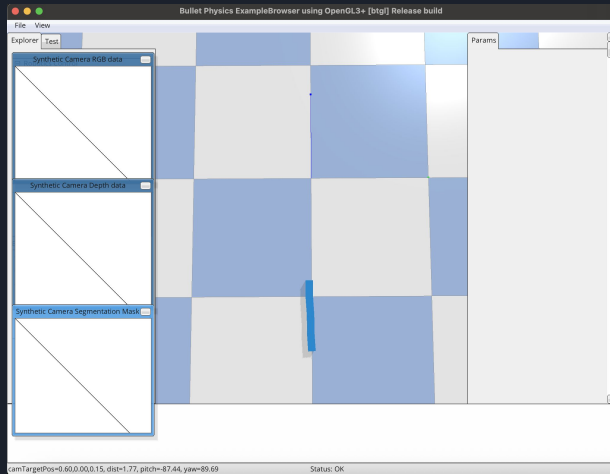 Bullet Physics ExampleBrowser using OpenGL3+ [btgl] Release build
File View
Explorer Test
Params
Synthetic Camera RGB data
Synthetic Camera Depth data
Synthetic Camera Segmentation Mask
camTargetPos=0.60,0.00,0.15, dist=1.77, pitch=-87.44, yaw=89.69 Status: OK